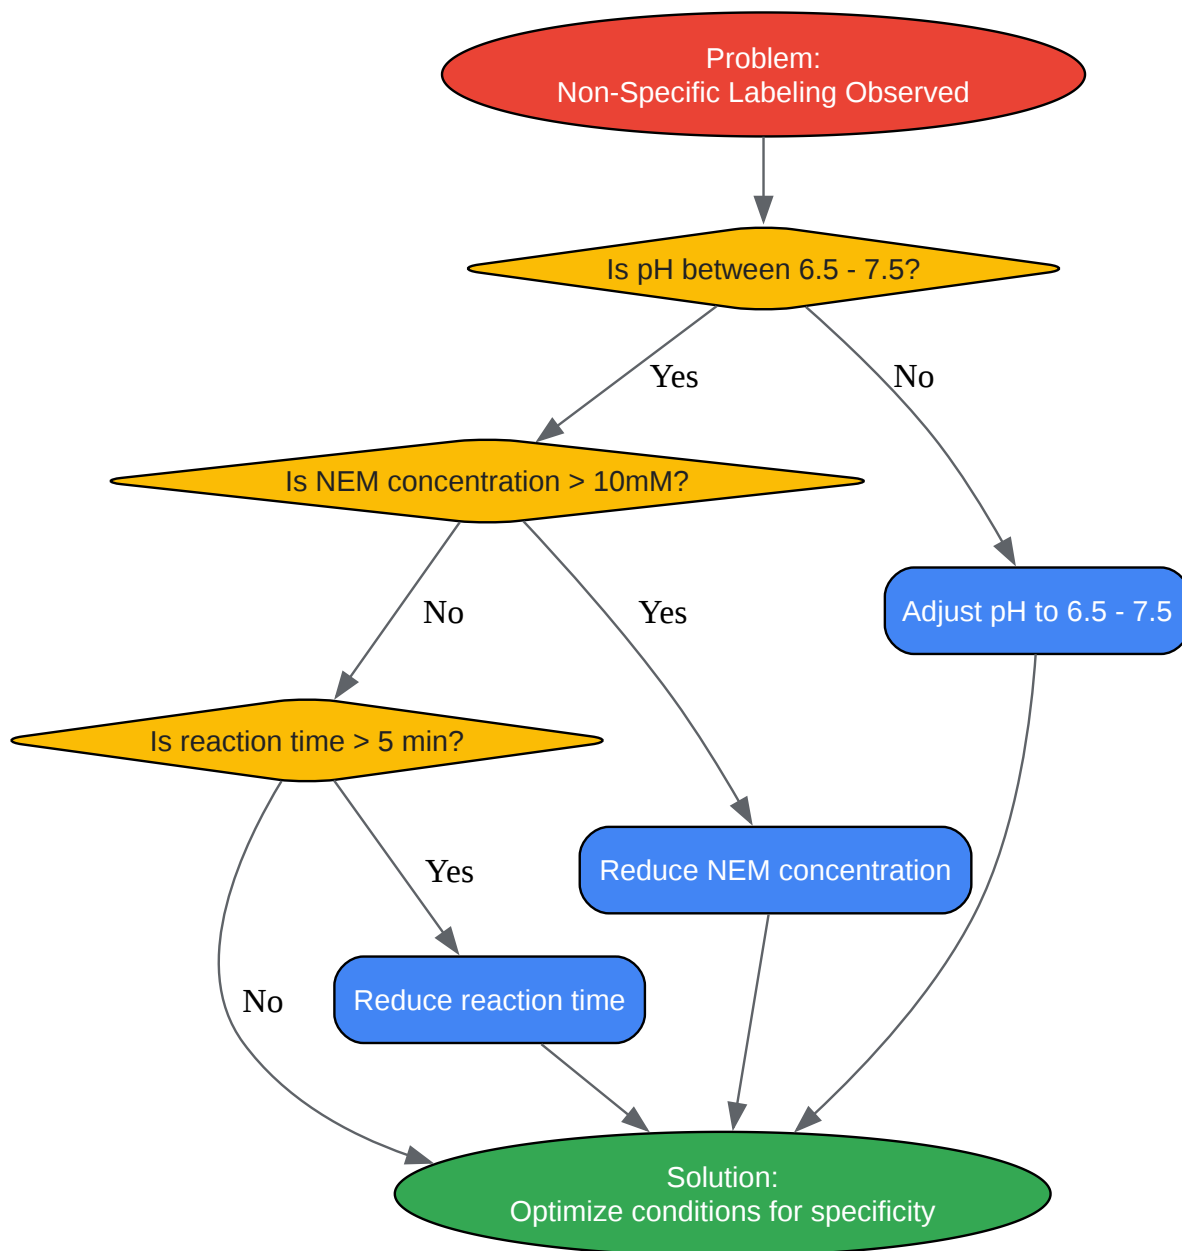 Problem:
Non-Specific Labeling Observed
Is pH between 6.5 - 7.5?
Yes
No
Is NEM concentration > 10mM?
No
Yes
Adjust pH to 6.5 - 7.5
Is reaction time > 5 min?
Yes
Reduce NEM concentration
No
Reduce reaction time
Solution:
Optimize conditions for specificity